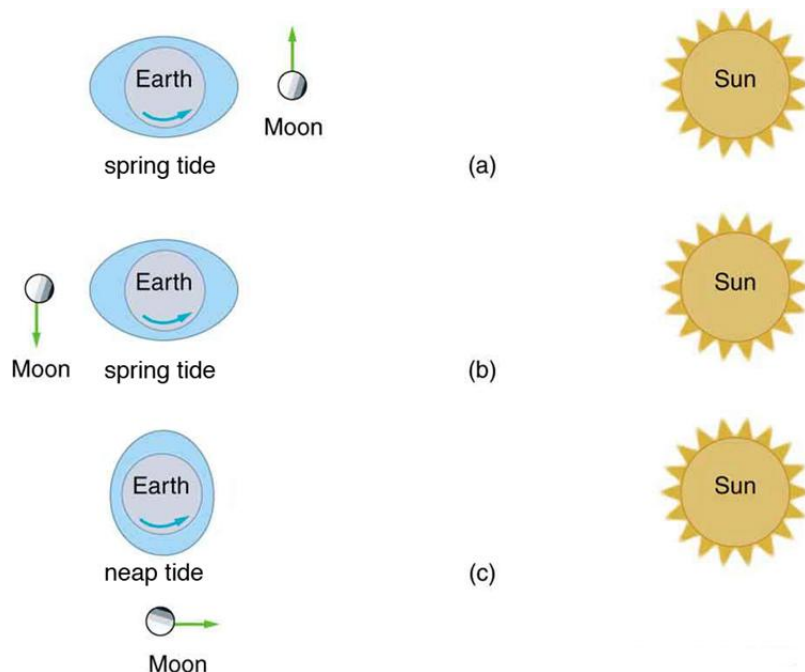 Earth
Sun
Moon
spring tide
(a)
Earth
Sun
Moon
spring tide
(b)
Earth
Sun
neap tide
(c)
Moon